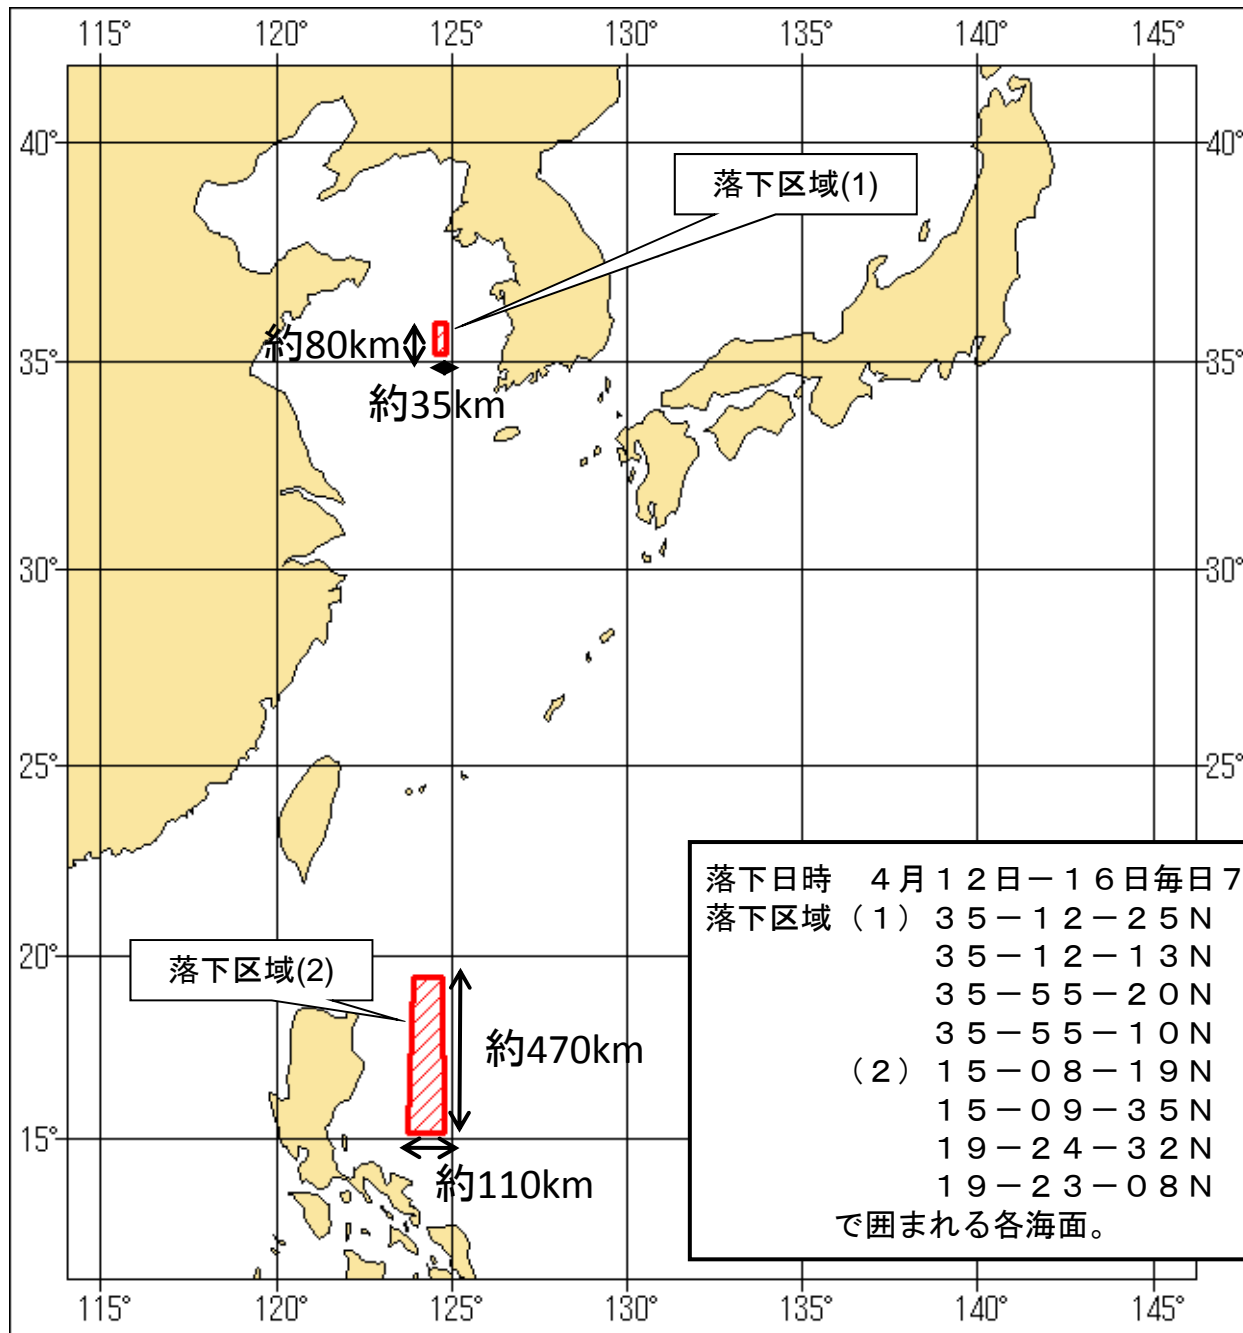 115° 120° 125° 130° 135° 140° 145°
40° 40°
落下区域(1)
約80km
35° 35°
約35km
30° 30°
25° 25°
20°
落下区域(2)
約470km
15°
約110km
落下日時 4月12日－16日毎日7
落下区域(1)35－12－25N
35－12－13N
35－55－20N
35－55－10N
(2)15－08－19N
15－09－35N
19－24－32N
19－23－08N
で囲まれる各海面。
115° 120° 125° 130° 135° 140° 145°